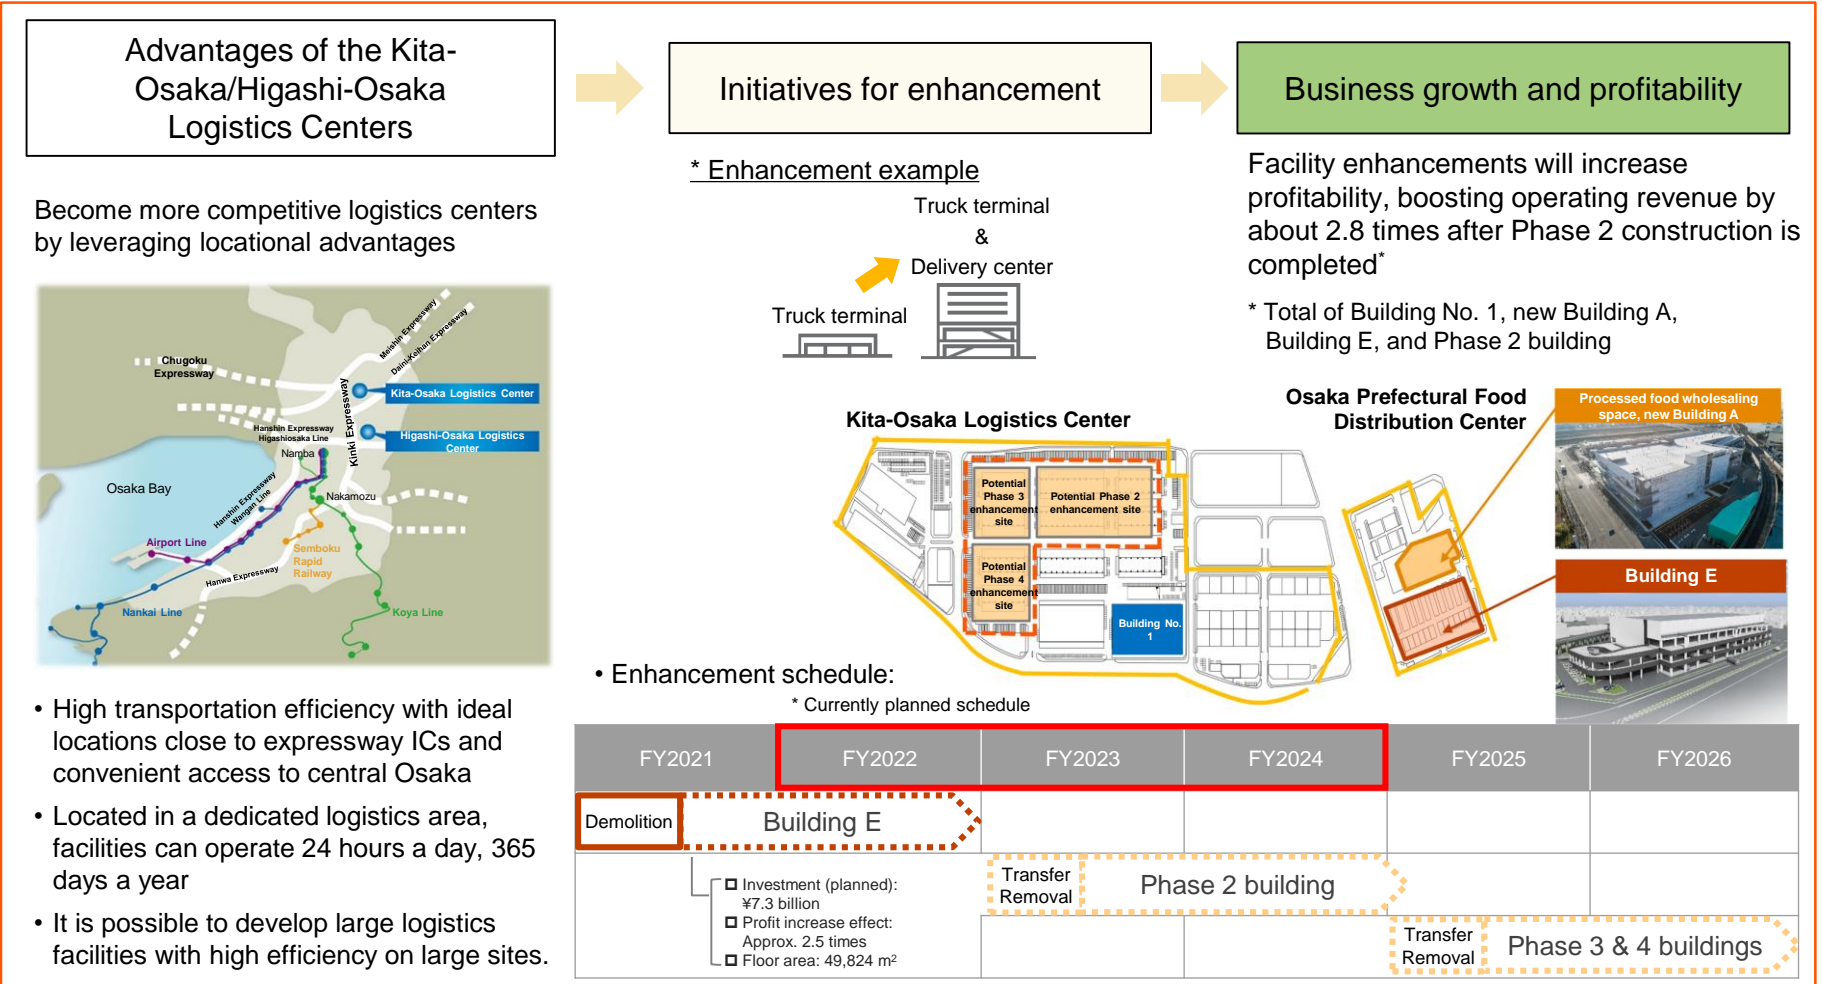 Advantages of the Kita-
Osaka/Higashi-Osaka
Logistics Centers
Initiatives for enhancement
Business growth and profitability
Become more competitive logistics centers
by leveraging locational advantages
Meishin Expressway
Daini-Keihan Expressway
Chugoku
Expressway
Kinki Expressway
Kita-Osaka Logistics Center
Hanshin Expressway
Higashiosaka Line
Higashi-Osaka Logistics
Center
Namba
Osaka Bay
Hanshin Expressway
Wangan Line
Nakamozu
Airport Line
Semboku
Rapid
Railway
Hanwa Expressway
Nankai Line
Koya Line
• High transportation efficiency with ideal
locations close to expressway ICs and
convenient access to central Osaka
• Located in a dedicated logistics area,
facilities can operate 24 hours a day, 365
days a year
• It is possible to develop large logistics
facilities with high efficiency on large sites.
* Enhancement example
Truck terminal
&
Delivery center
Truck terminal
Facility enhancements will increase
profitability, boosting operating revenue by
about 2.8 times after Phase 2 construction is
completed*
* Total of Building No. 1, new Building A,
Building E, and Phase 2 building
Kita-Osaka Logistics Center
Potential
Phase 3
enhancement
site
Potential Phase 2
enhancement site
Potential
Phase 4
enhancement
site
Building No.
1
Osaka Prefectural Food
Distribution Center
Processed food wholesaling
space, new Building A
Building E
• Enhancement schedule:
* Currently planned schedule
FY2021
FY2022
FY2023
FY2024
FY2025
FY2026
Demolition
Building E
Investment (planned):
¥7.3 billion
Profit increase effect:
Approx. 2.5 times
Floor area: 49,824 m²
Transfer
Removal
Phase 2 building
Transfer
Removal
Phase 3 & 4 buildings